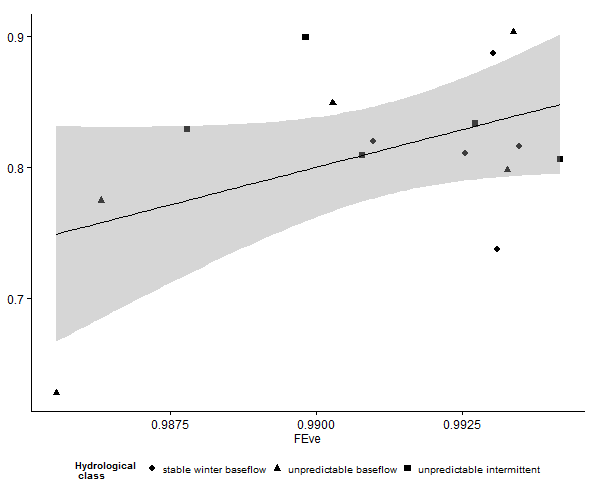 0.9
0.8
0.7
0.9875 0.9900 0.9925
FEve
Hydrological
class
stable winter baseflow unpredictable baseflow unpredictable intermittent